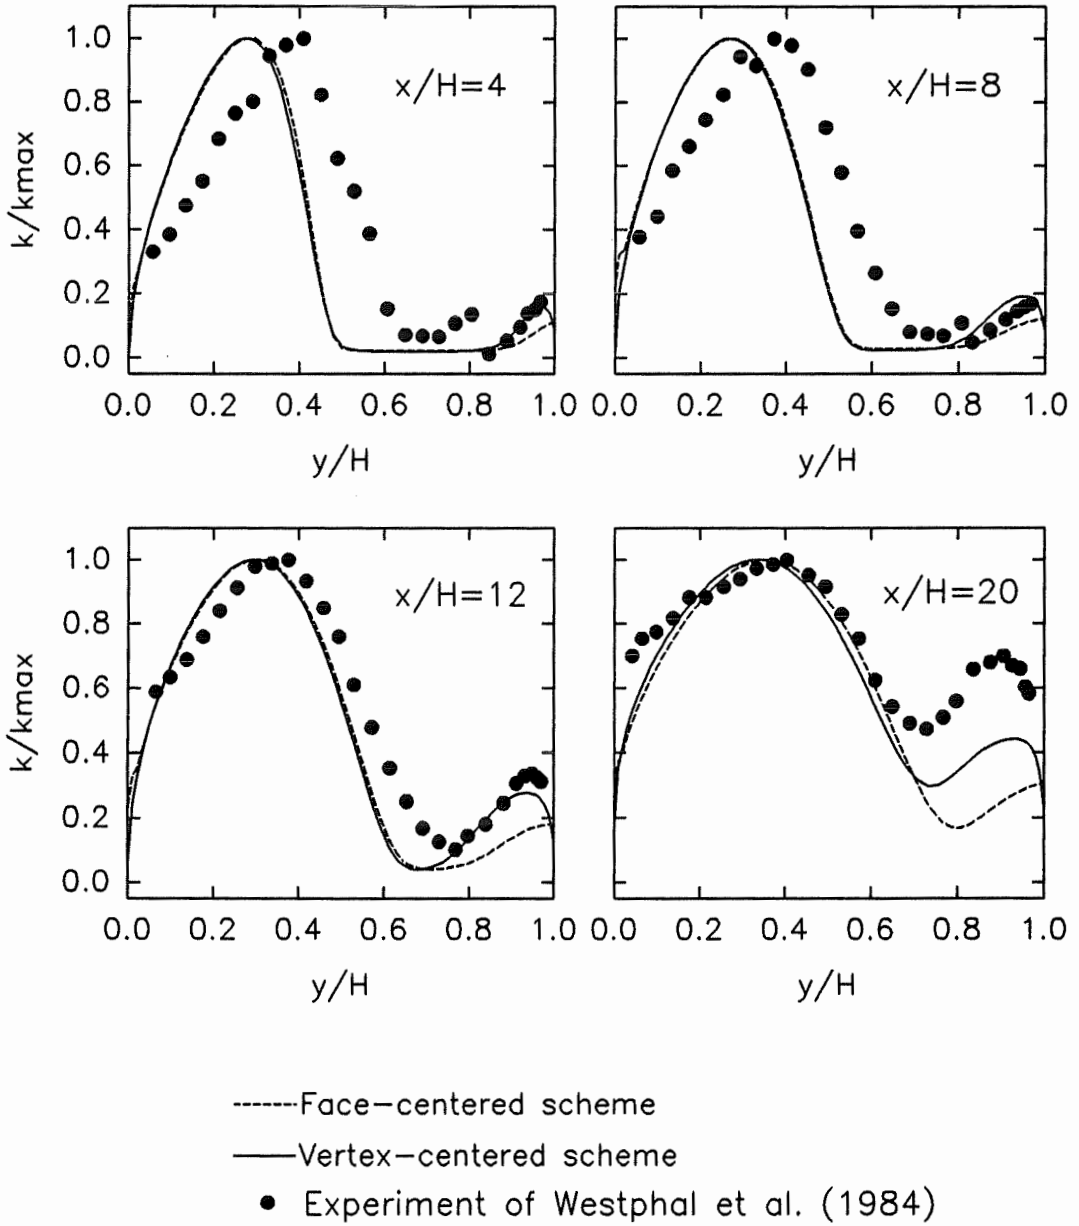 1.0
0.8
0.6
0.4
0.2
0.0
k/kmax
x/H=4
0.0 0.2 0.4 0.6 0.8 1.0
y/H
x/H=8
0.0 0.2 0.4 0.6 0.8 1.0
y/H
1.0
0.8
0.6
0.4
0.2
0.0
k/kmax
x/H=12
0.0 0.2 0.4 0.6 0.8 1.0
y/H
x/H=20
0.0 0.2 0.4 0.6 0.8 1.0
y/H
Face-centered scheme
Vertex-centered scheme
Experiment of Westphal et al. (1984)